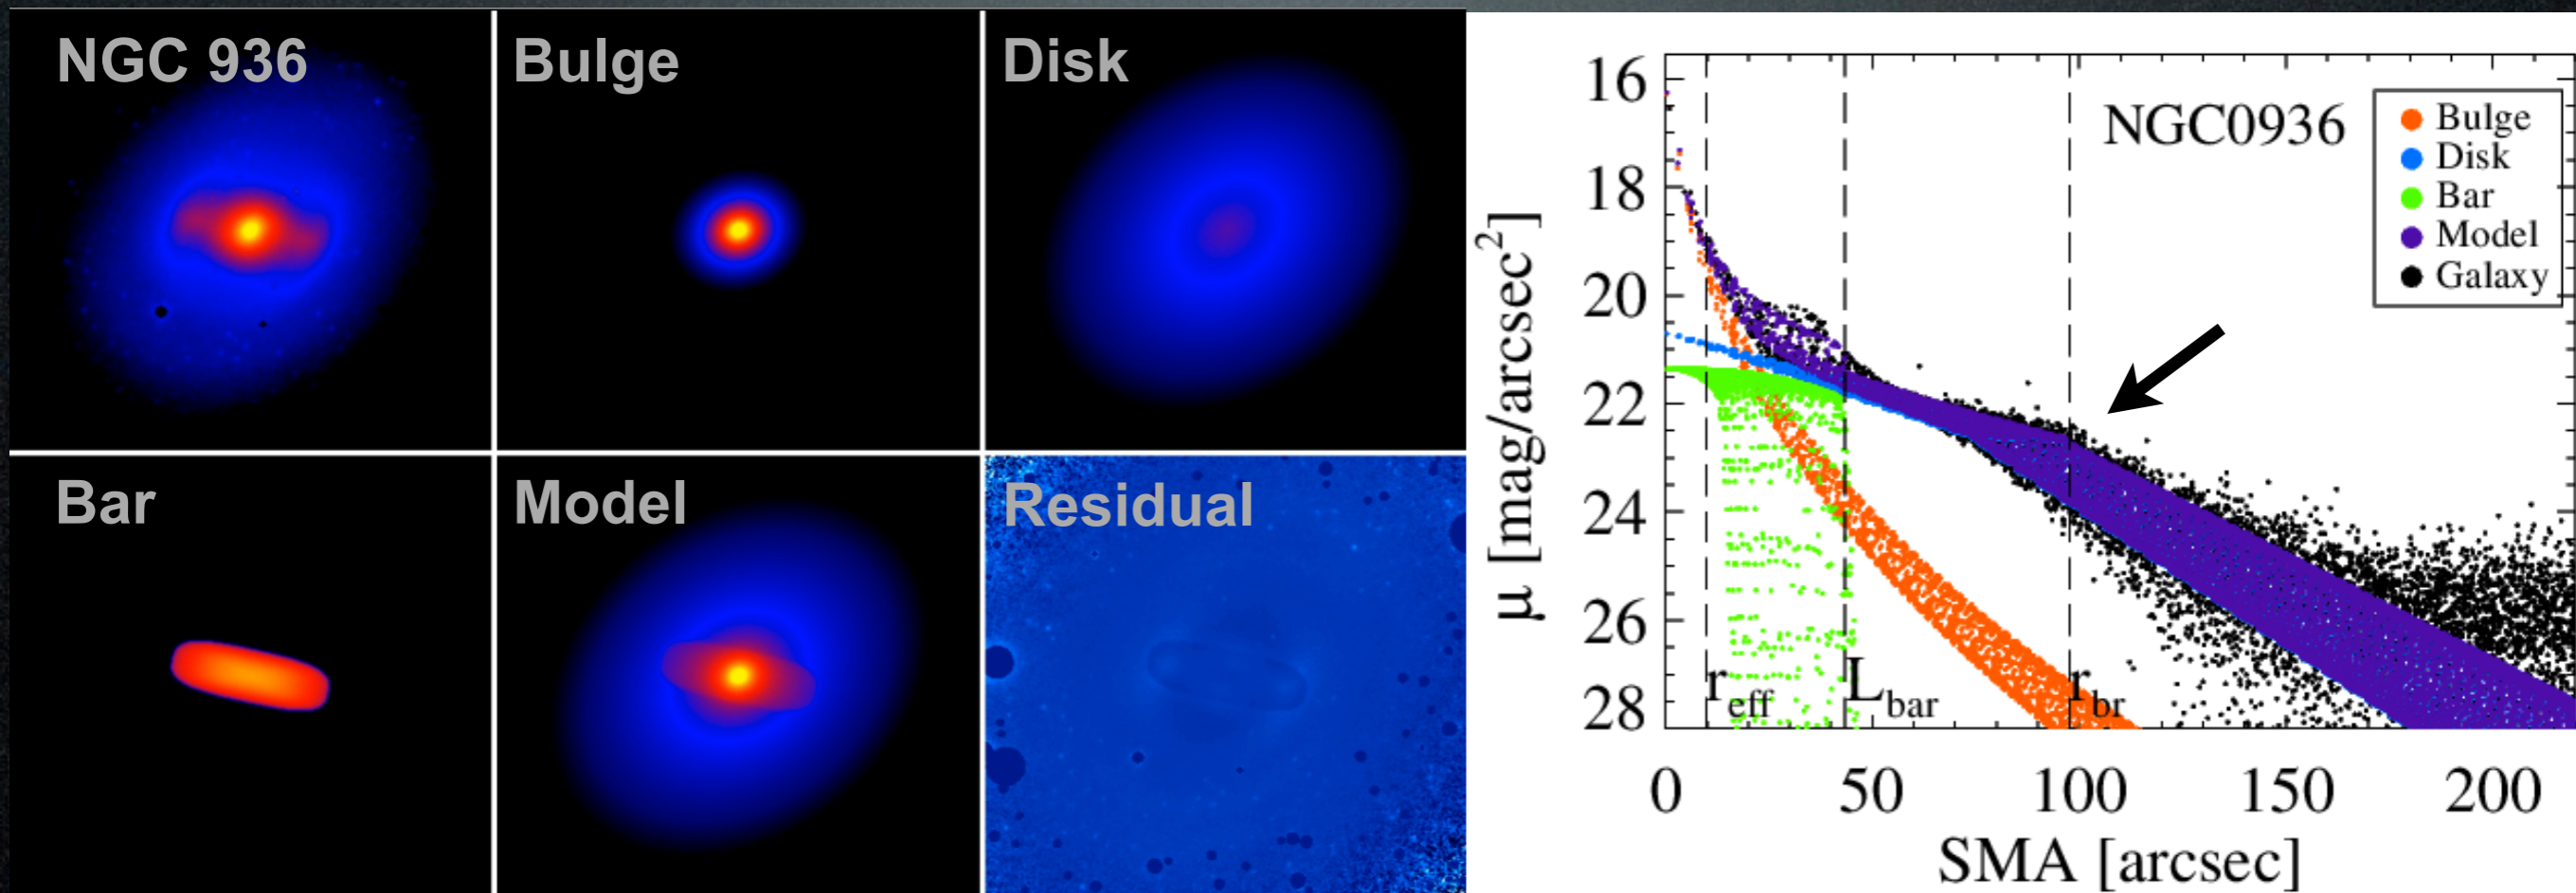 NGC 936
Bulge
Disk
Bar
Model
Residual
NGC0936
Bulge
Disk
Bar
Model
Galaxy
16
18
20
22
24
26
28
μ [mag/arcsec²]
r_eff
L_bar
r_br
0 50 100 150 200
SMA [arcsec]